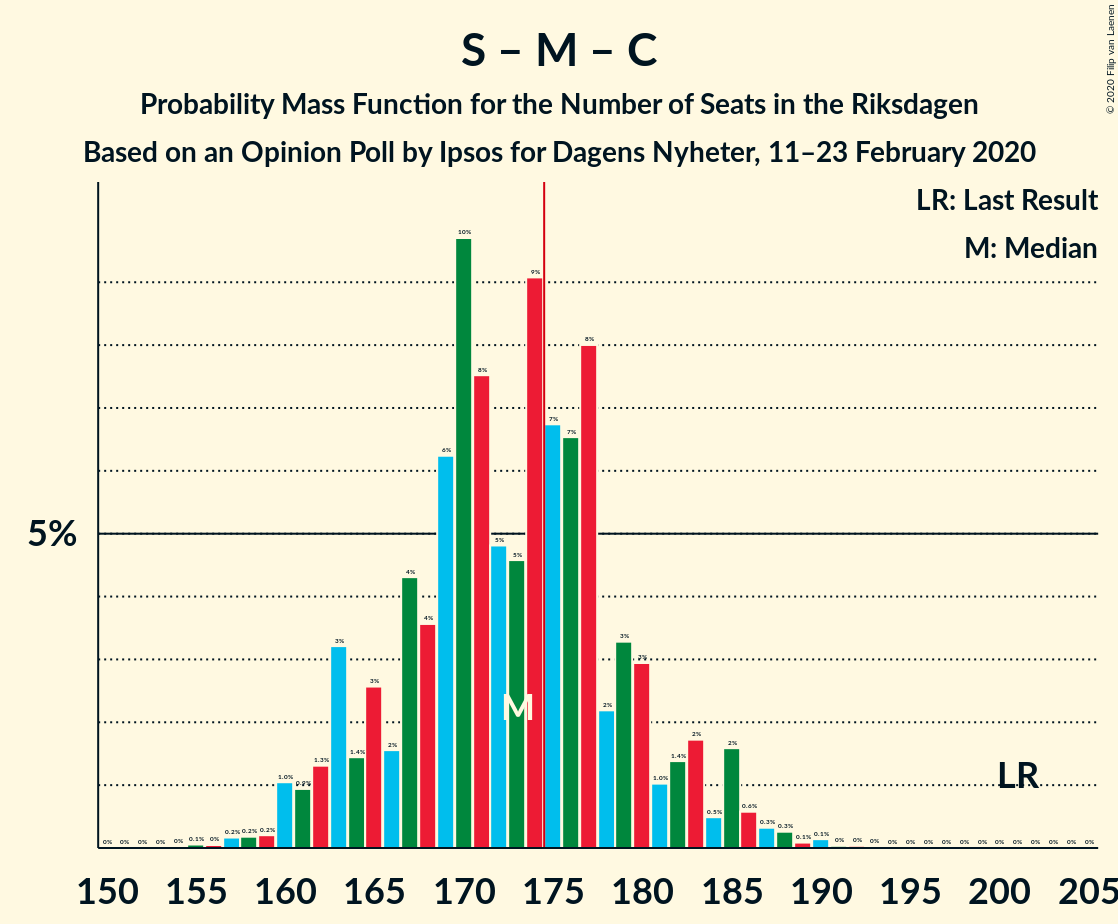 S – M – C
Probability Mass Function for the Number of Seats in the Riksdagen
Based on an Opinion Poll by Ipsos for Dagens Nyheter, 11–23 February 2020
© 2020 Filip van Laenen
LR: Last Result
M: Median
5%
0% 0% 0% 0% 0% 0.1% 0% 0.2% 0.2% 0.2% 1.0% 0.9% 1.3% 3% 1.4% 3% 2% 4% 4% 6% 10% 8% 5% 5% 9% 7% 7% 8% 2% 3% 3% 1.0% 1.4% 2% 0.5% 2% 0.6% 0.3% 0.3% 0.1% 0.1% 0% 0% 0% 0% 0% 0% 0% 0% 0% 0% 0% 0% 0% 0% 0%
M
LR
150 155 160 165 170 175 180 185 190 195 200 205